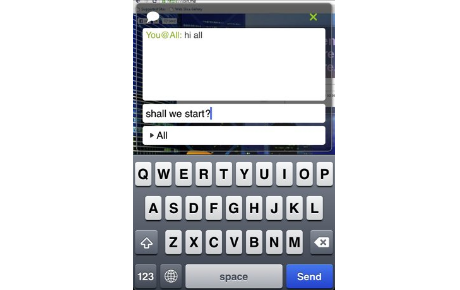 You@All: hi all
shall we start?
All
Q W E R T Y U I O P
A S D F G H J K L
Z X C V B N M
123 space Send